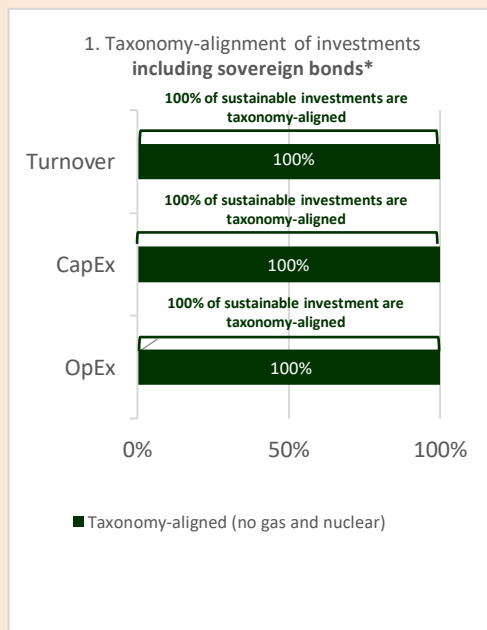 1. Taxonomy-alignment of investments
including sovereign bonds*
100% of sustainable investments are
taxonomy-aligned
Turnover
100%
100% of sustainable investments are
taxonomy-aligned
CapEx
100%
100% of sustainable investment are
taxonomy-aligned
OpEx
100%
0%
50%
100%
Taxonomy-aligned (no gas and nuclear)